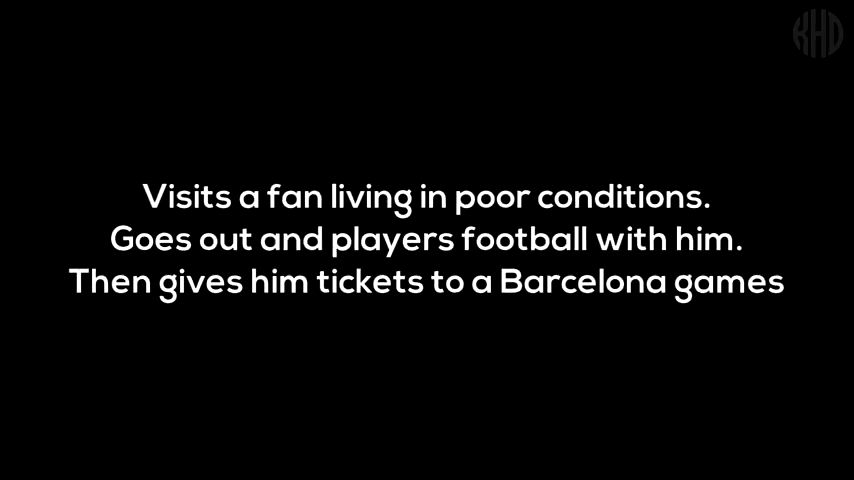 KHD
Visits a fan living in poor conditions.
Goes out and players football with him.
Then gives him tickets to a Barcelona games